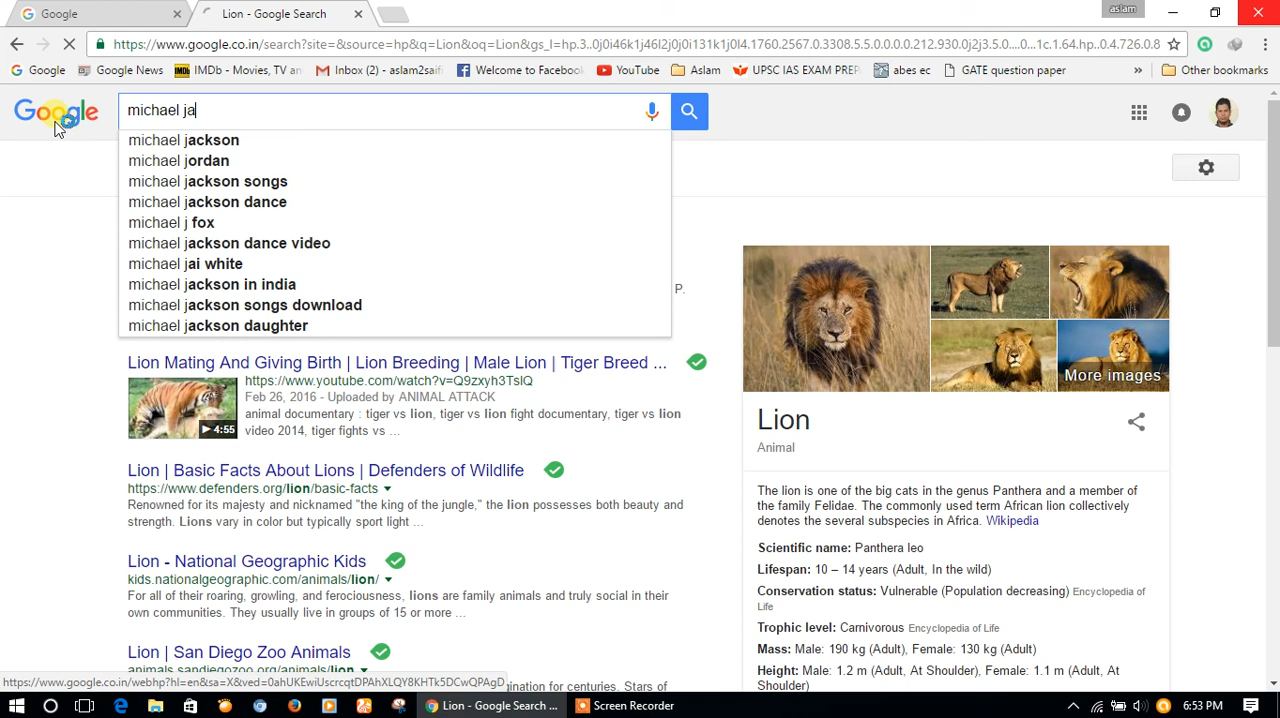 Google
Lion - Google Search
aslam
https://www.google.co.in/search?site=&source=hp&q=Lion&oq=Lion&gs_l=hp.3..0j0i46k1j46l2j0j0i131k1j0l4.1760.2567.0.3308.5.5.0.0.0.0.212.930.0j2j3.5.0....0...1c.1.64.hp..0.4.726.0.8
Google
Google News
IMDb - Movies, TV an
Inbox (2) - aslam2saif
Welcome to Facebook
YouTube
Aslam
UPSC IAS EXAM PREP
abes ec
GATE question paper
»
Other bookmarks
Google
michael ja
michael jackson
michael jordan
michael jackson songs
michael jackson dance
michael j fox
michael jackson dance video
michael jai white
michael jackson in india
michael jackson songs download
michael jackson daughter
P.
Lion Mating And Giving Birth | Lion Breeding | Male Lion | Tiger Breed ...
https://www.youtube.com/watch?v=Q9zxyh3TsIQ
Feb 26, 2016 - Uploaded by ANIMAL ATTACK
animal documentary : tiger vs lion, tiger vs lion fight documentary, tiger vs lion
video 2014, tiger fights vs ...
4:55
Lion | Basic Facts About Lions | Defenders of Wildlife
https://www.defenders.org/lion/basic-facts
Renowned for its majesty and nicknamed "the king of the jungle," the lion possesses both beauty and
strength. Lions vary in color but typically sport light ...
Lion - National Geographic Kids
kids.nationalgeographic.com/animals/lion/
For all of their roaring, growling, and ferociousness, lions are family animals and truly social in their
own communities. They usually live in groups of 15 or more ...
Lion | San Diego Zoo Animals
animals.sandiegozoo.org/animals/lion
gination for centuries. Stars of
More images
Lion
Animal
The lion is one of the big cats in the genus Panthera and a member of
the family Felidae. The commonly used term African lion collectively
denotes the several subspecies in Africa. Wikipedia
Scientific name: Panthera leo
Lifespan: 10 – 14 years (Adult, In the wild)
Conservation status: Vulnerable (Population decreasing) Encyclopedia of
Life
Trophic level: Carnivorous Encyclopedia of Life
Mass: Male: 190 kg (Adult), Female: 130 kg (Adult)
Height: Male: 1.2 m (Adult, At Shoulder), Female: 1.1 m (Adult, At
Shoulder)
https://www.google.co.in/webhp?hl=en&sa=X&ved=0ahUKEwiUscrcqtDPAhXLQY8KHTk5DCwQPAgD
Lion - Google Search ...
Screen Recorder
6:53 PM